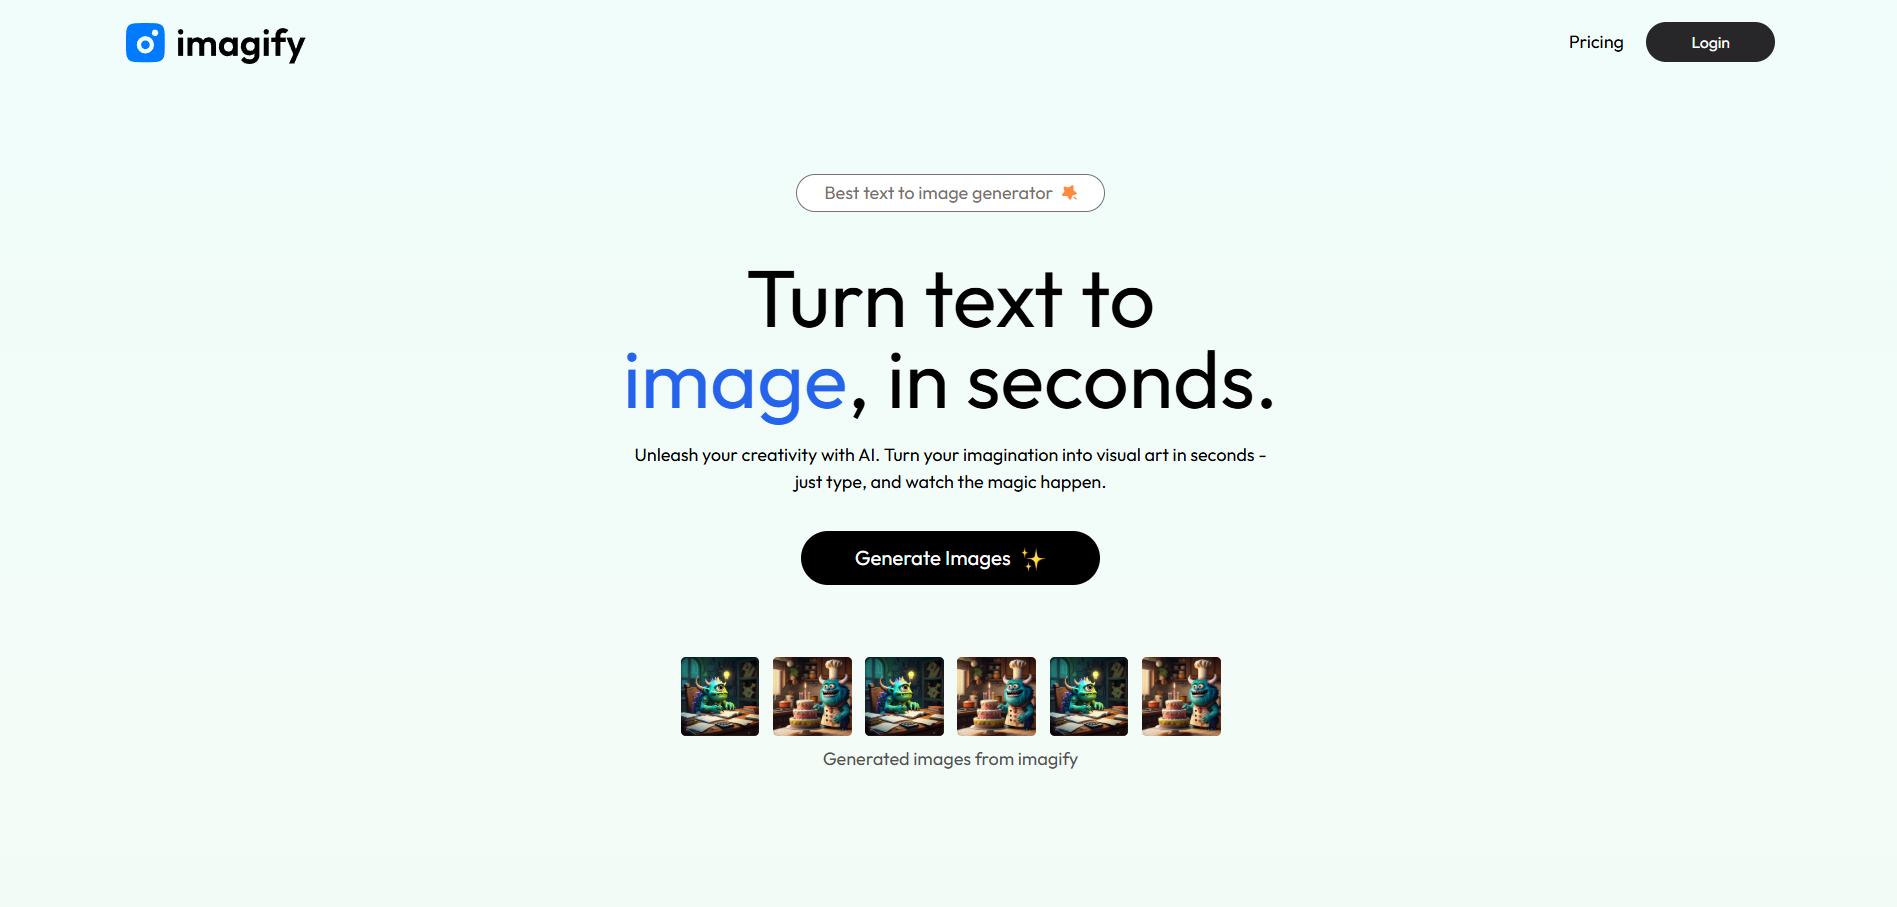 imagify
Pricing
Login
Best text to image generator
Turn text to
image, in seconds.
Unleash your creativity with AI. Turn your imagination into visual art in seconds -
just type, and watch the magic happen.
Generate Images ✨
Generated images from imagify